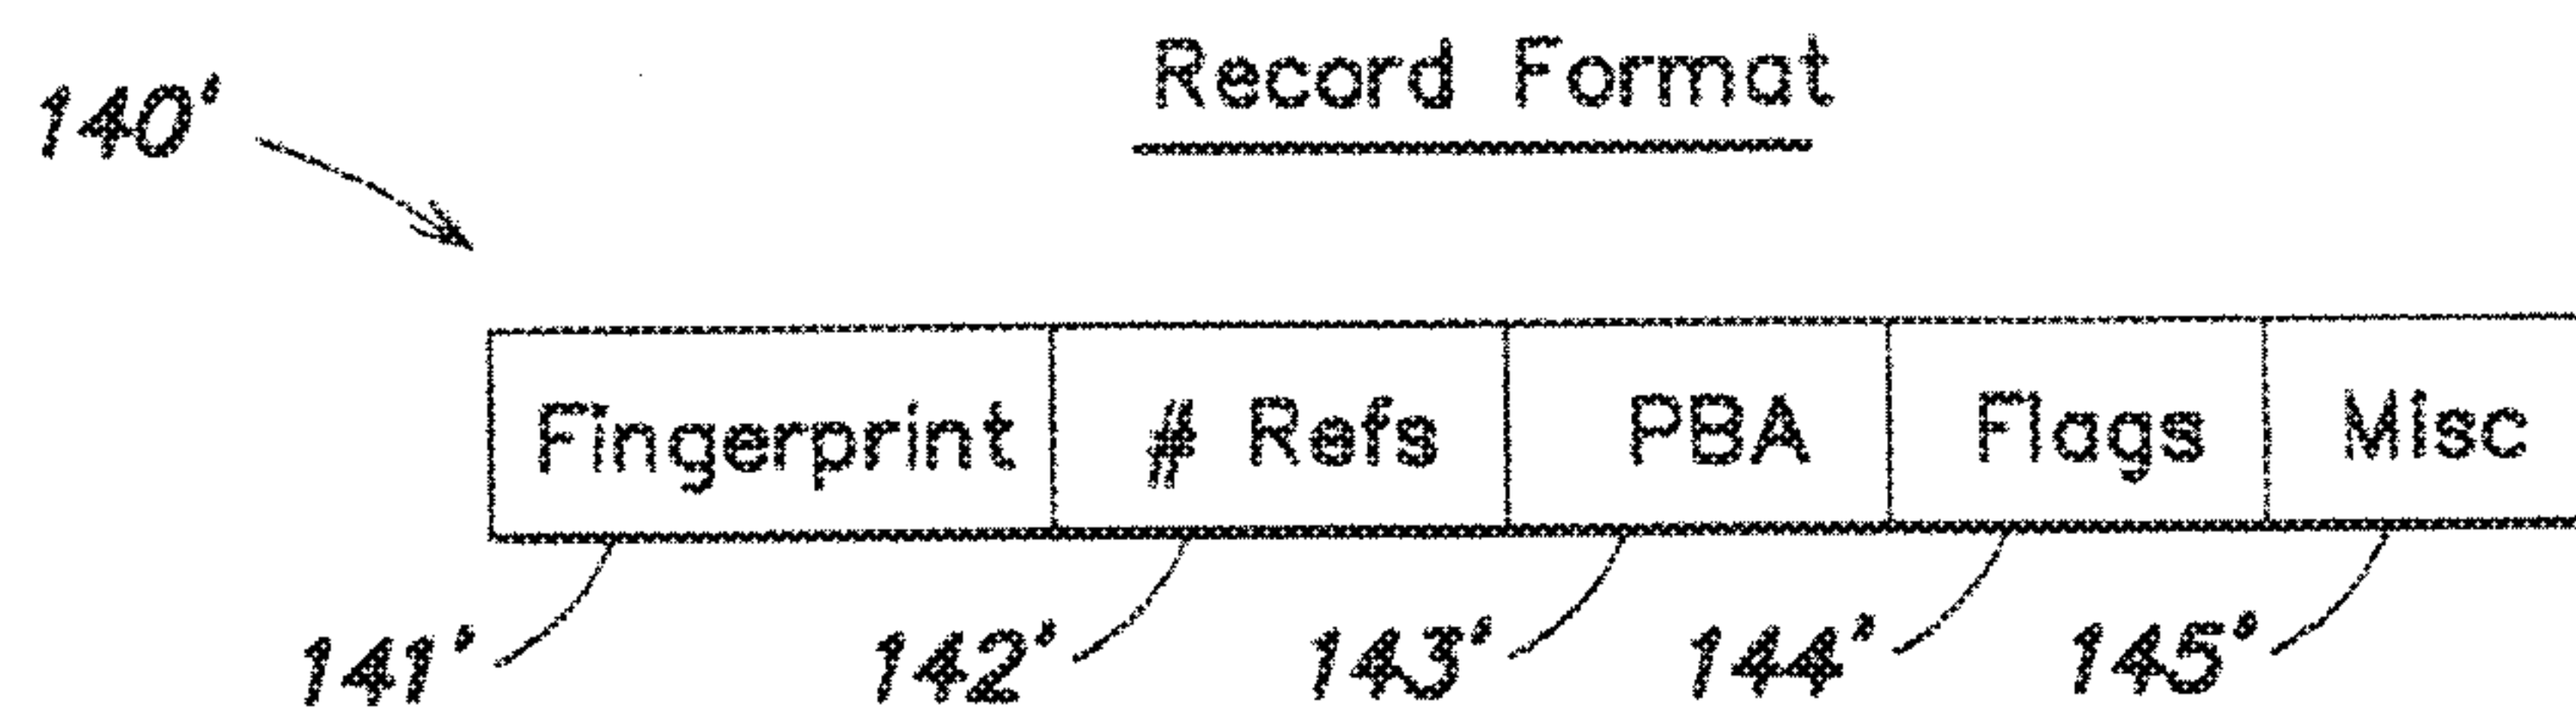 Record Format
140'
Fingerprint # Refs PBA Flags Misc
141' 142' 143' 144' 145'